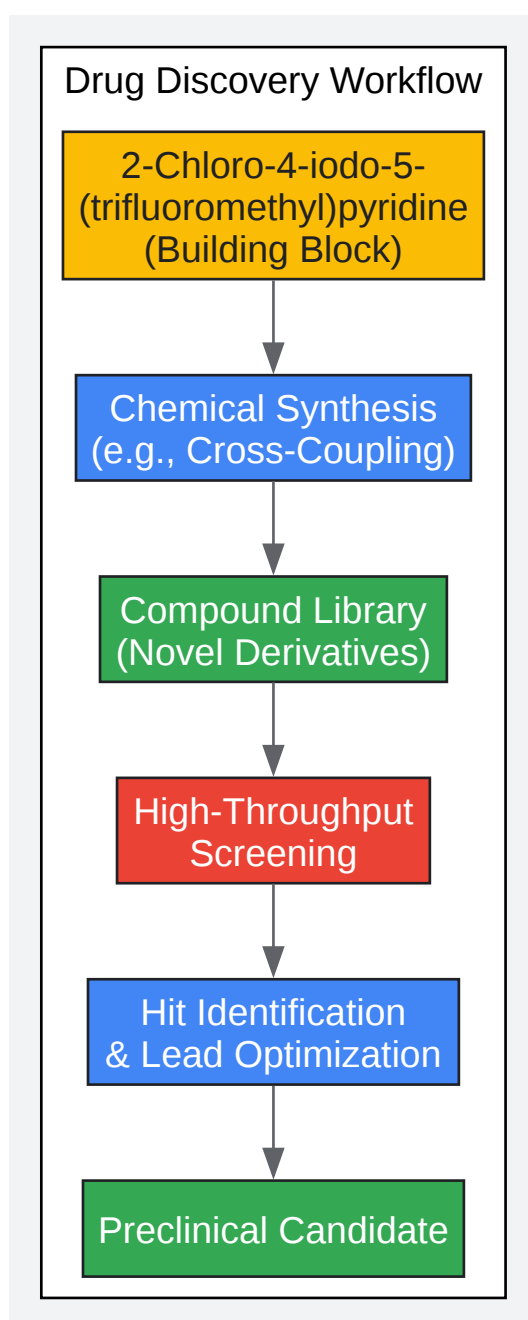 Drug Discovery Workflow
2-Chloro-4-iodo-5-
(trifluoromethyl)pyridine
(Building Block)
Chemical Synthesis
(e.g., Cross-Coupling)
Compound Library
(Novel Derivatives)
High-Throughput
Screening
Hit Identification
& Lead Optimization
Preclinical Candidate